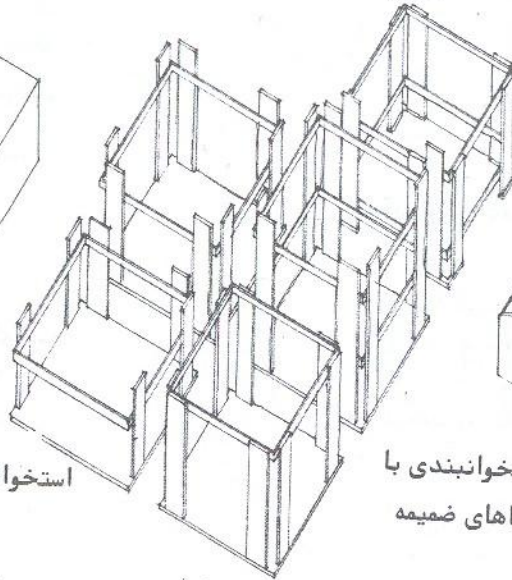 خوانبندی با
اهای ضمیمه
استخوا